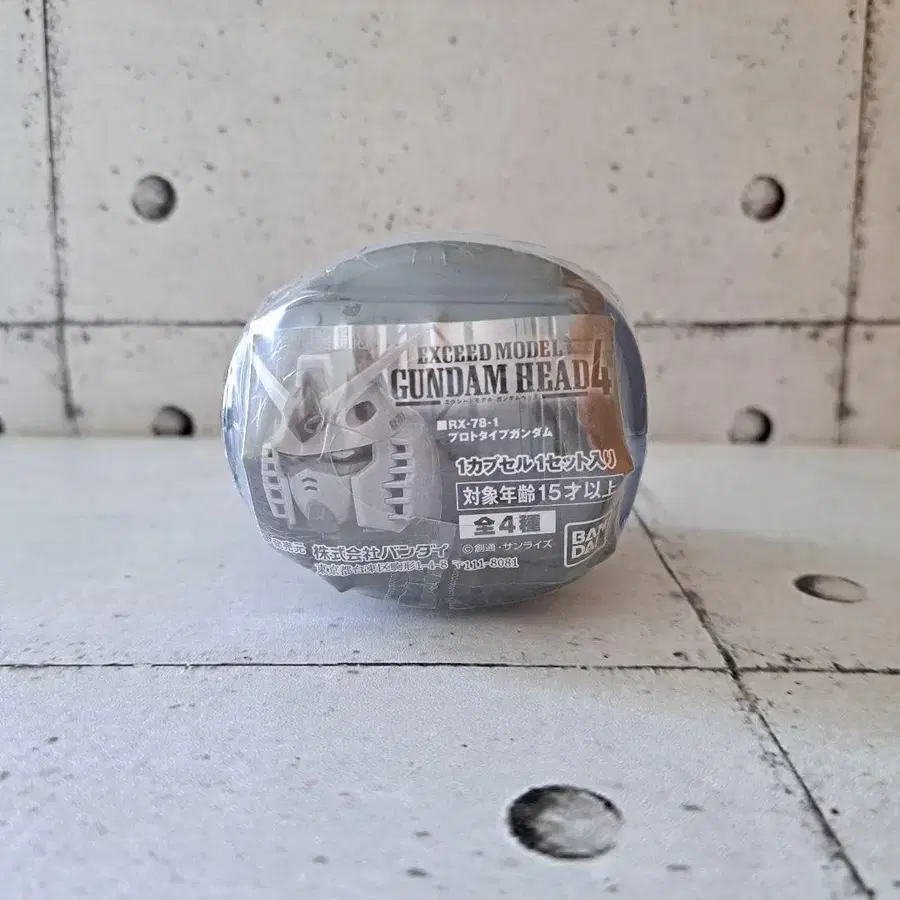 EXCEED MODEL
GUNDAM HEAD 4
エクシードモデル ガンダムヘッド
■RX-78-1
プロトタイプガンダム
1カプセル1セット入り
対象年齢15才以上
全4種
©創通・サンライズ
BAN
DAI
発売元 株式会社バンダイ
東京都台東区駒形1-4-8 〒111-8081